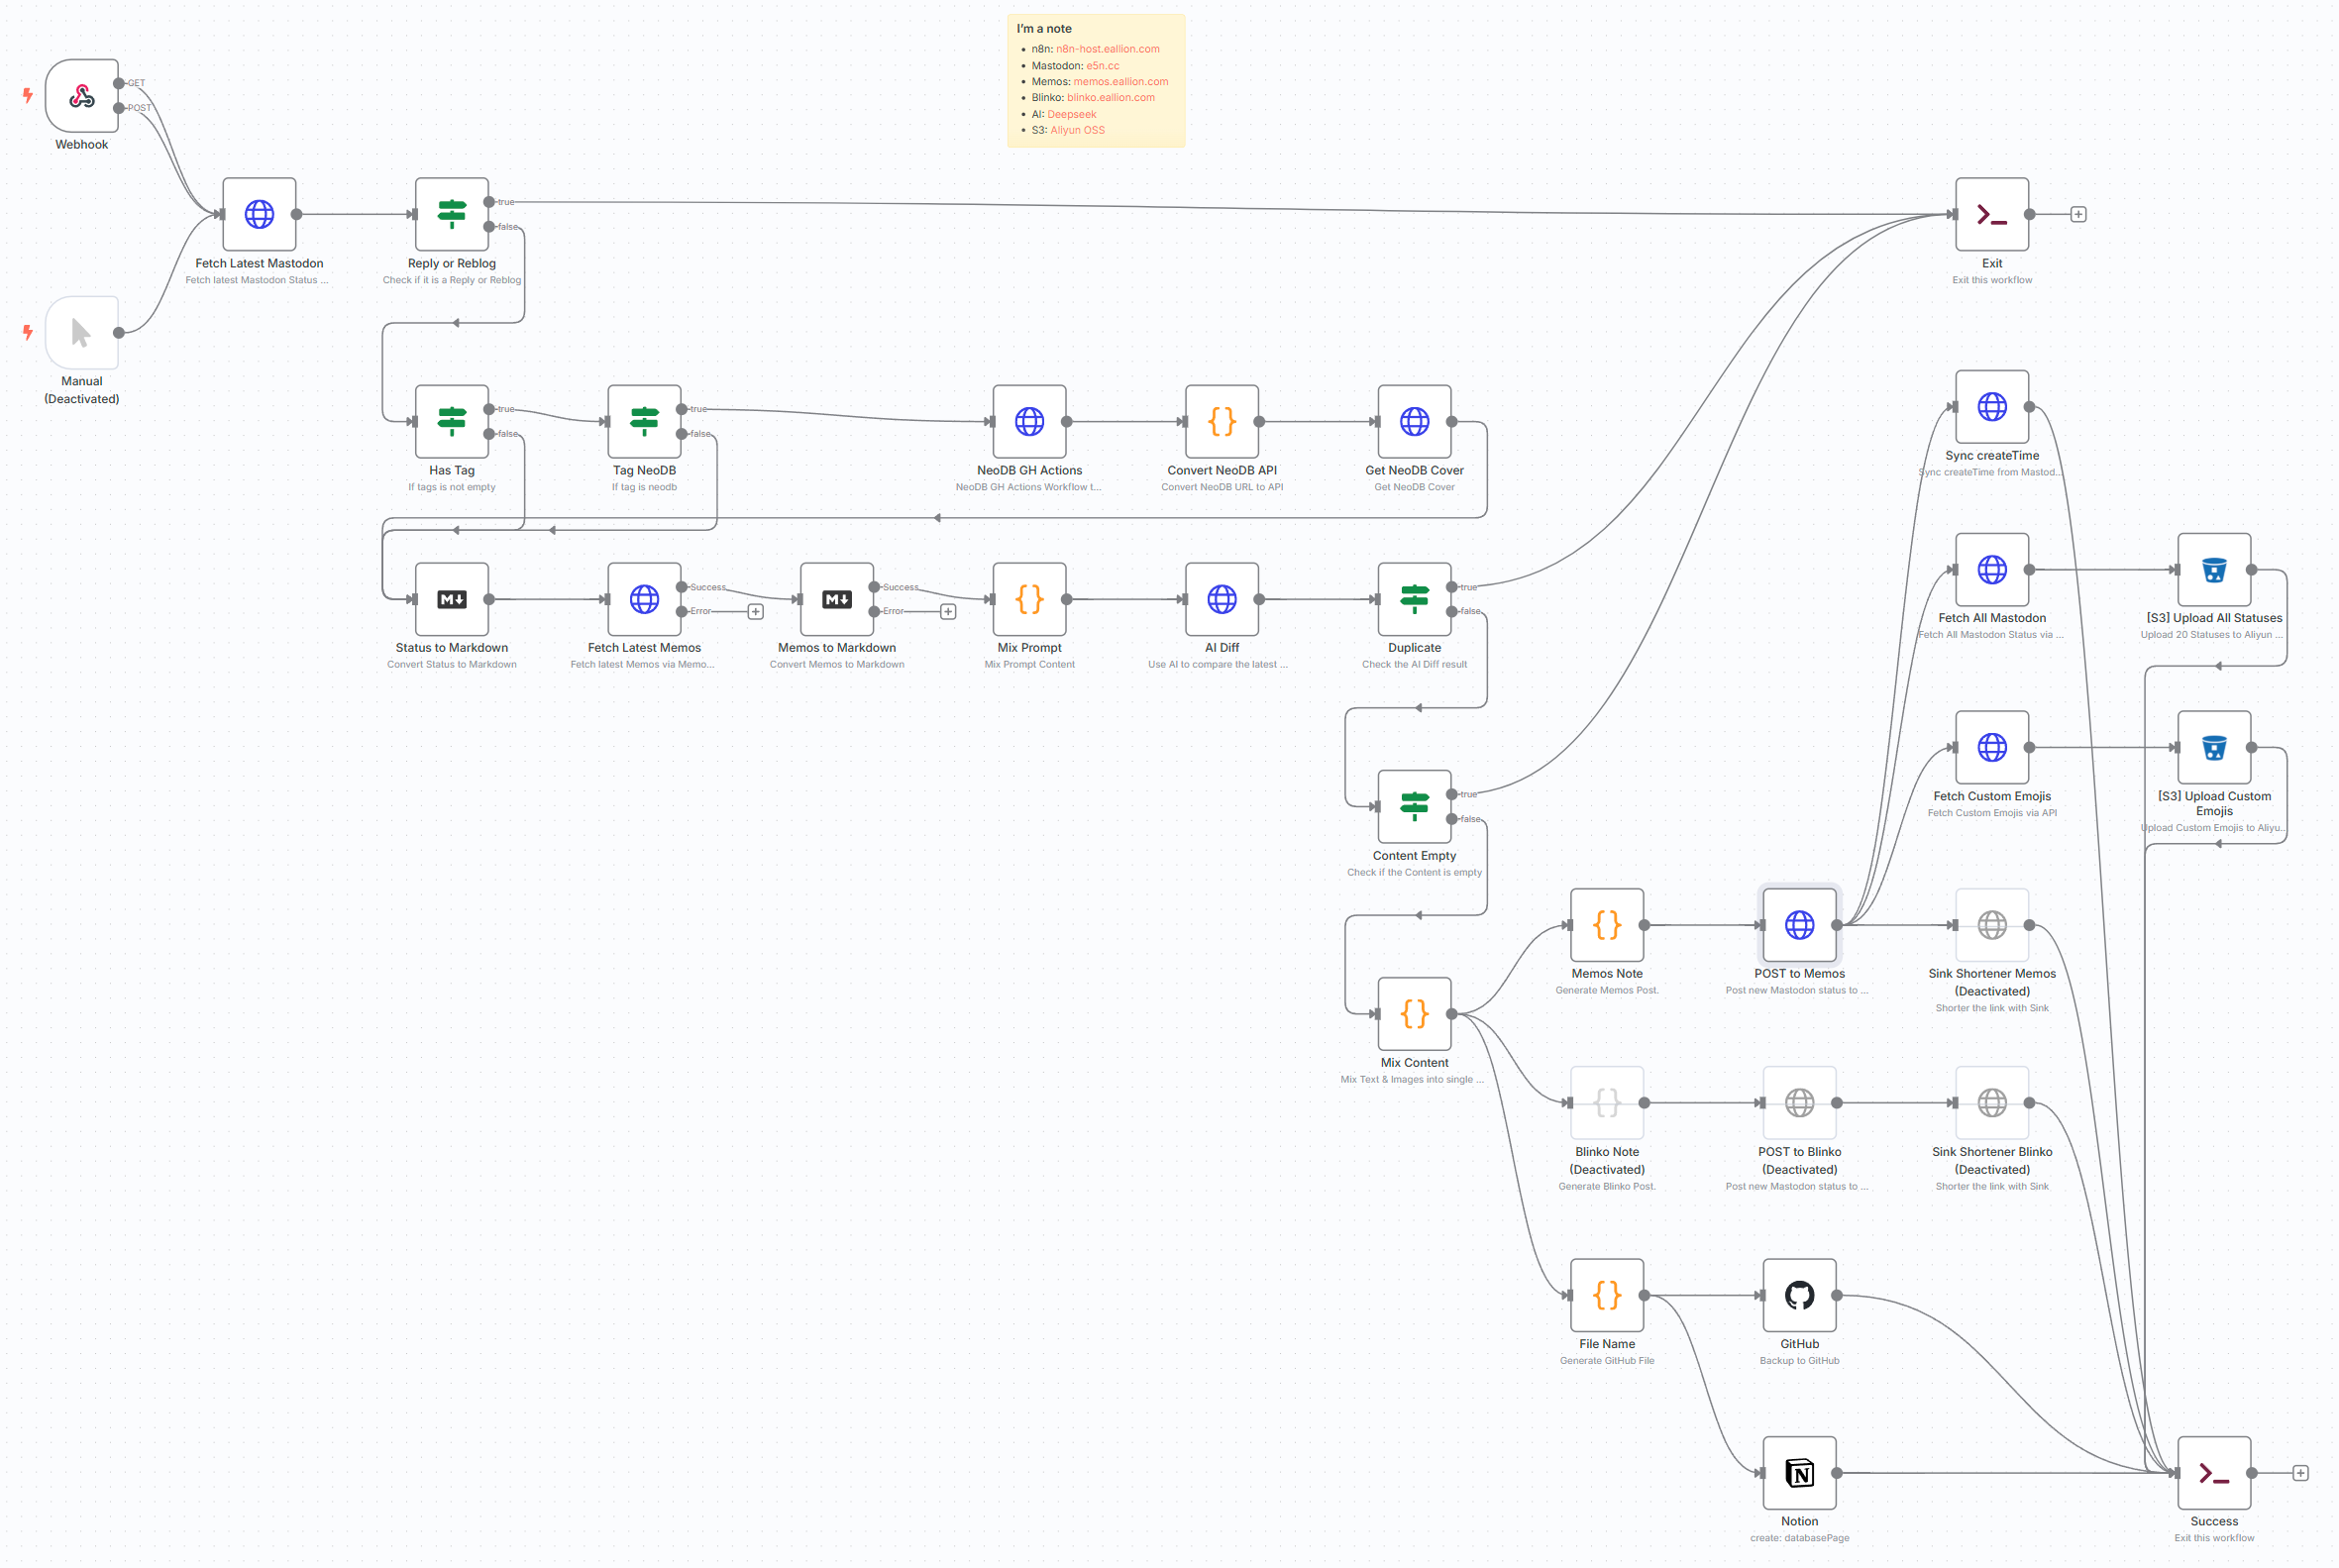 I'm a note
• n8n: n8n-host.eallion.com
• Mastodon: e5n.cc
• Memos: memos.eallion.com
• Blinko: blinko.eallion.com
• AI: Deepseek
• S3: Aliyun OSS
GET
POST
Webhook
true
false
Fetch Latest Mastodon
Fetch latest Mastodon Status ...
Reply or Reblog
Check if it is a Reply or Reblog
Exit
Exit this workflow
Manual
(Deactivated)
true
false
Has Tag
If tags is not empty
true
false
Tag NeoDB
If tag is neodb
NeoDB GH Actions
NeoDB GH Actions Workflow t...
Convert NeoDB API
Convert NeoDB URL to API
Get NeoDB Cover
Get NeoDB Cover
Sync createTime
Sync createTime from Mastod...
Status to Markdown
Convert Status to Markdown
Success
Error
Fetch Latest Memos
Fetch latest Memos via Memo...
Success
Error
Memos to Markdown
Convert Memos to Markdown
Mix Prompt
Mix Prompt Content
AI Diff
Use AI to compare the latest ...
true
false
Duplicate
Check the AI Diff result
Fetch All Mastodon
Fetch All Mastodon Status via ...
[S3] Upload All Statuses
Upload 20 Statuses to Aliyun ...
true
false
Content Empty
Check if the Content is empty
Fetch Custom Emojis
Fetch Custom Emojis via API
[S3] Upload Custom
Emojis
Upload Custom Emojis to Aliyu...
Memos Note
Generate Memos Post.
POST to Memos
Post new Mastodon status to ...
Sink Shortener Memos
(Deactivated)
Shorter the link with Sink
Mix Content
Mix Text & Images into single ...
Blinko Note
(Deactivated)
Generate Blinko Post.
POST to Blinko
(Deactivated)
Post new Mastodon status to ...
Sink Shortener Blinko
(Deactivated)
Shorter the link with Sink
File Name
Generate GitHub File
GitHub
Backup to GitHub
Notion
create: databasePage
Success
Exit this workflow